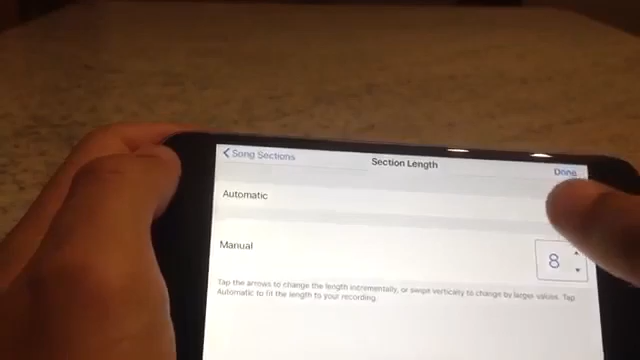 Song Sections
Section Length
Done
Automatic
Manual
8
Tap the arrows to change the length incrementally, or swipe vertically to change by larger values. Tap
Automatic to fit the length to your recording.